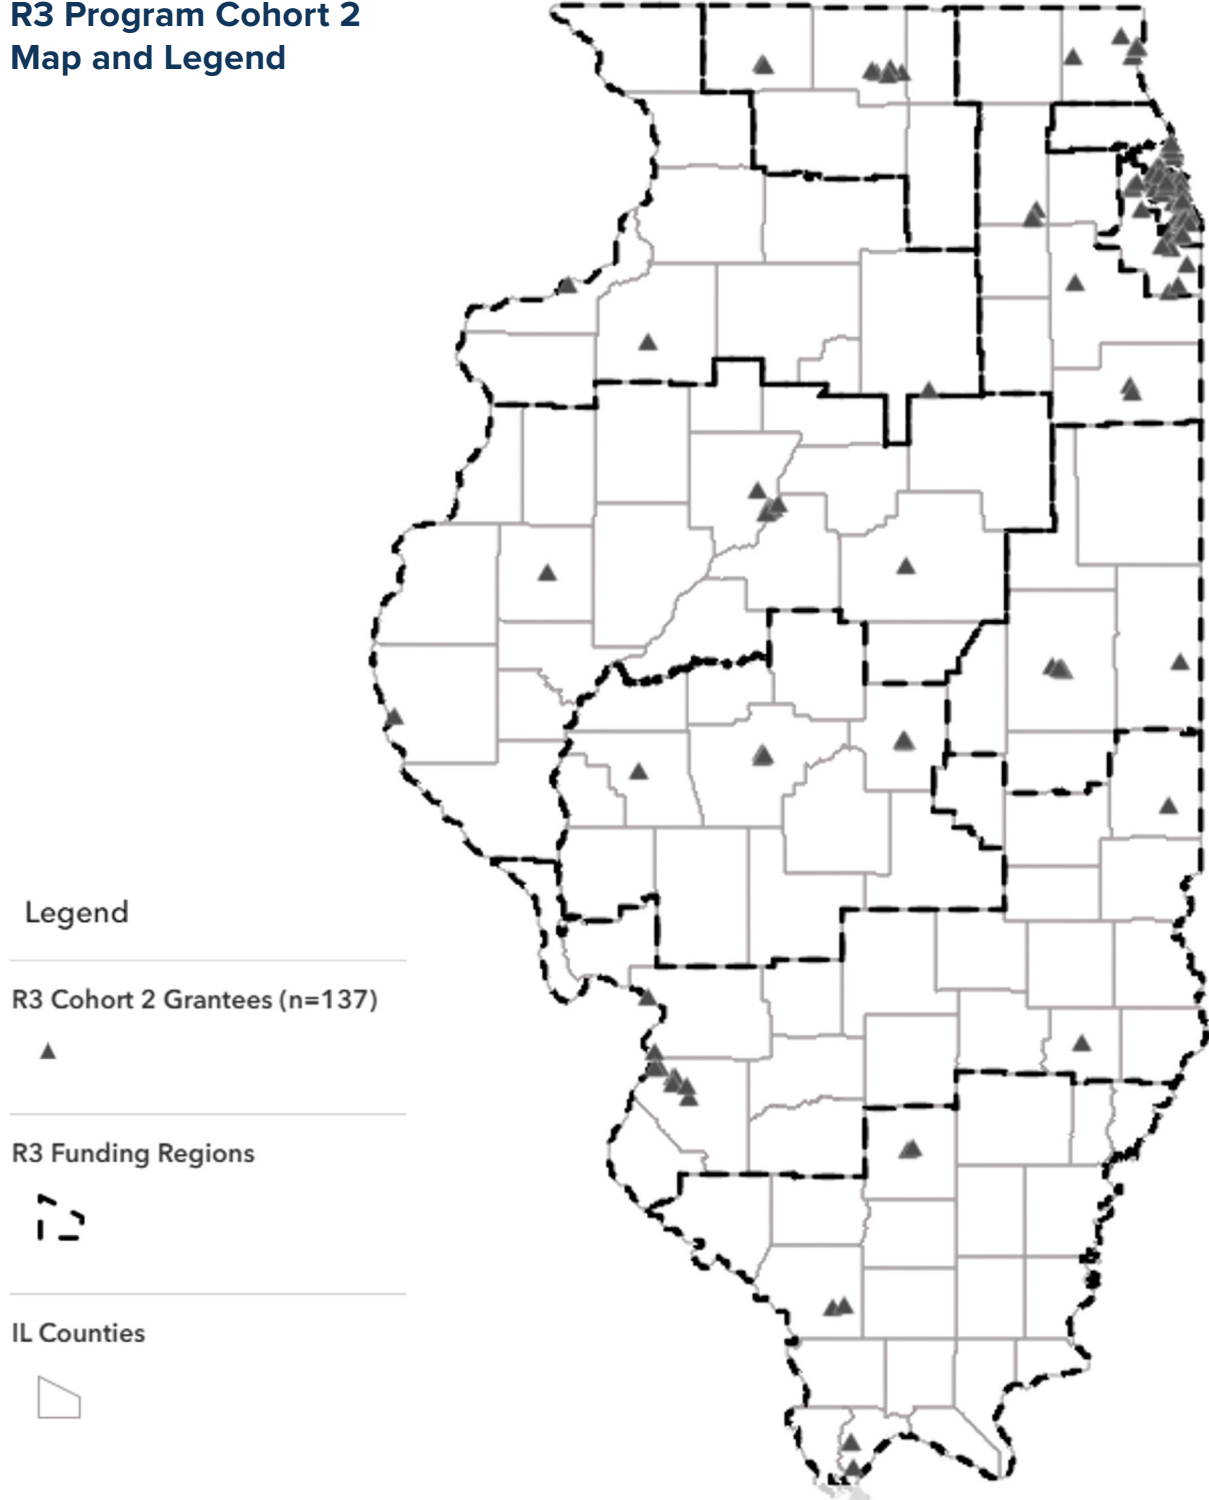 R3 Program Cohort 2
Map and Legend
Legend
R3 Cohort 2 Grantees (n=137)
R3 Funding Regions
IL Counties